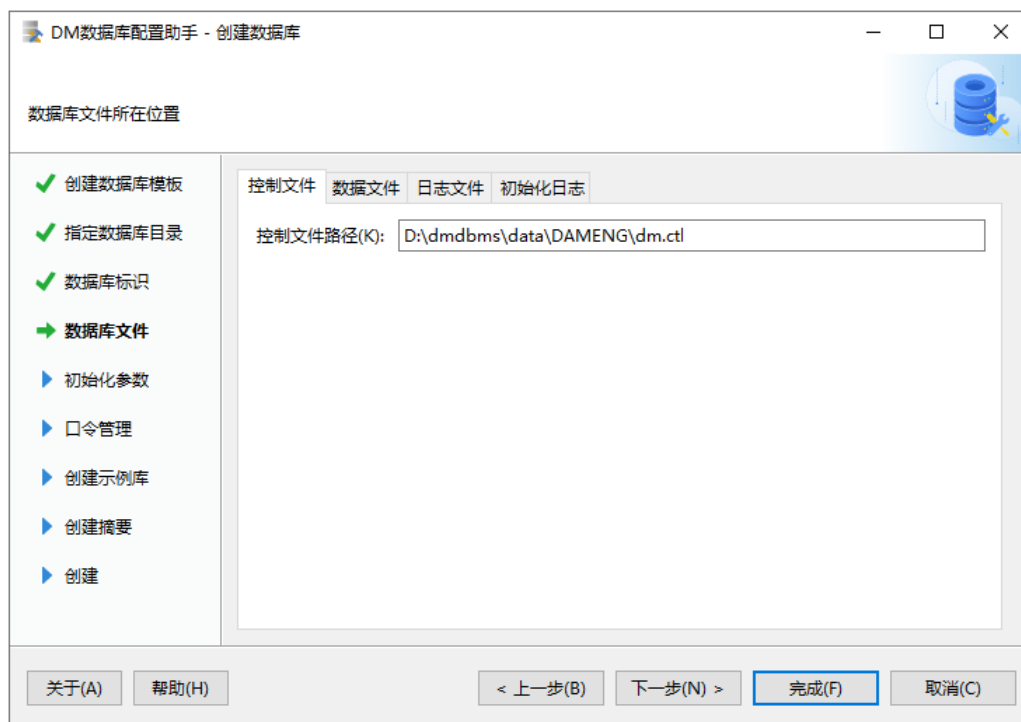 DM数据库配置助手 - 创建数据库
数据库文件所在位置
创建数据库模板
指定数据库目录
数据库标识
数据库文件
初始化参数
口令管理
创建示例库
创建摘要
创建
控制文件 数据文件 日志文件 初始化日志
控制文件路径(K): D:\dmdbms\data\DAMENG\dm.ctl
关于(A) 帮助(H) < 上一步(B) 下一步(N) > 完成(F) 取消(C)